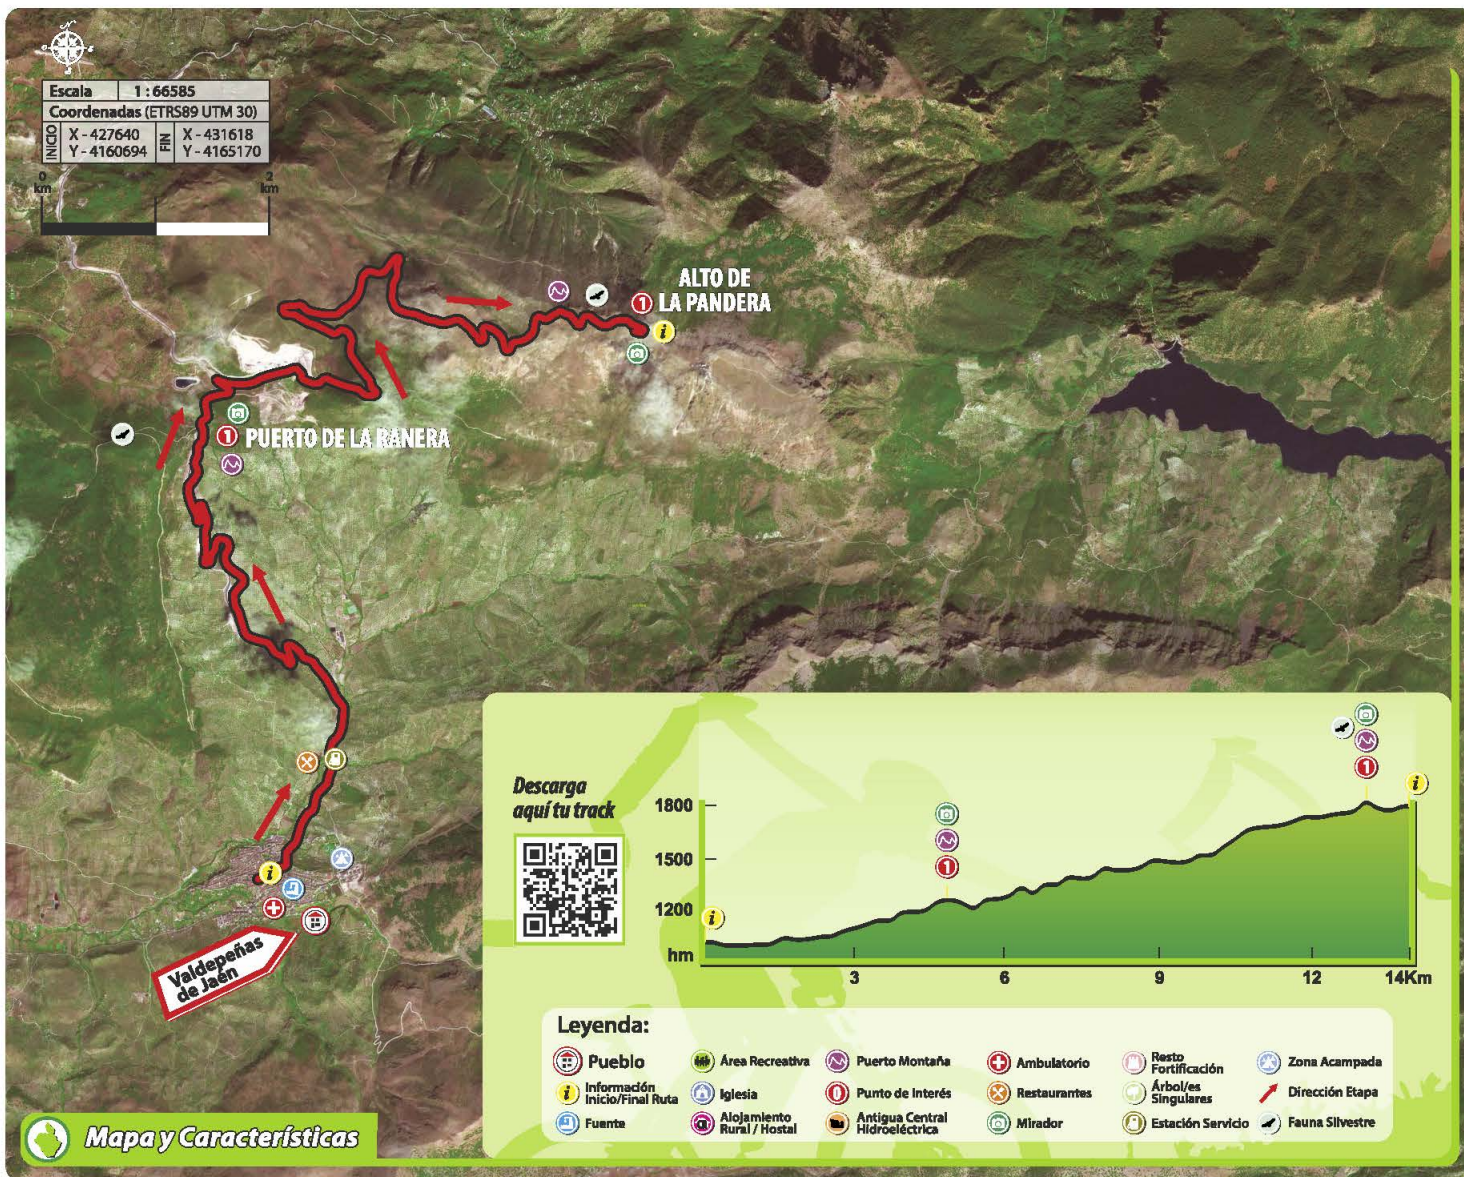 N
O
E
S
Escala 1 : 66585
Coordenadas (ETRS89 UTM 30)
INICIO
X - 427640
Y - 4160694
FIN
X - 431618
Y - 4165170
0 km
2 km
ALTO DE
LA PANDERA
1
i
1
PUERTO DE LA RANERA
i
Valdepeñas
de Jaén
Descarga
aquí tu track
1800
1500
1200
hm
3
6
9
12
14Km
i
1
1
i
Leyenda:
Pueblo
Información
Inicio/Final Ruta
Fuente
Área Recreativa
Iglesia
Alojamiento
Rural / Hostal
Puerto Montaña
Punto de Interés
Antigua Central
Hidroeléctrica
Ambulatorio
Restaurantes
Mirador
Resto
Fortificación
Árbol/es
Singulares
Estación Servicio
Zona Acampada
Dirección Etapa
Fauna Silvestre
Mapa y Características